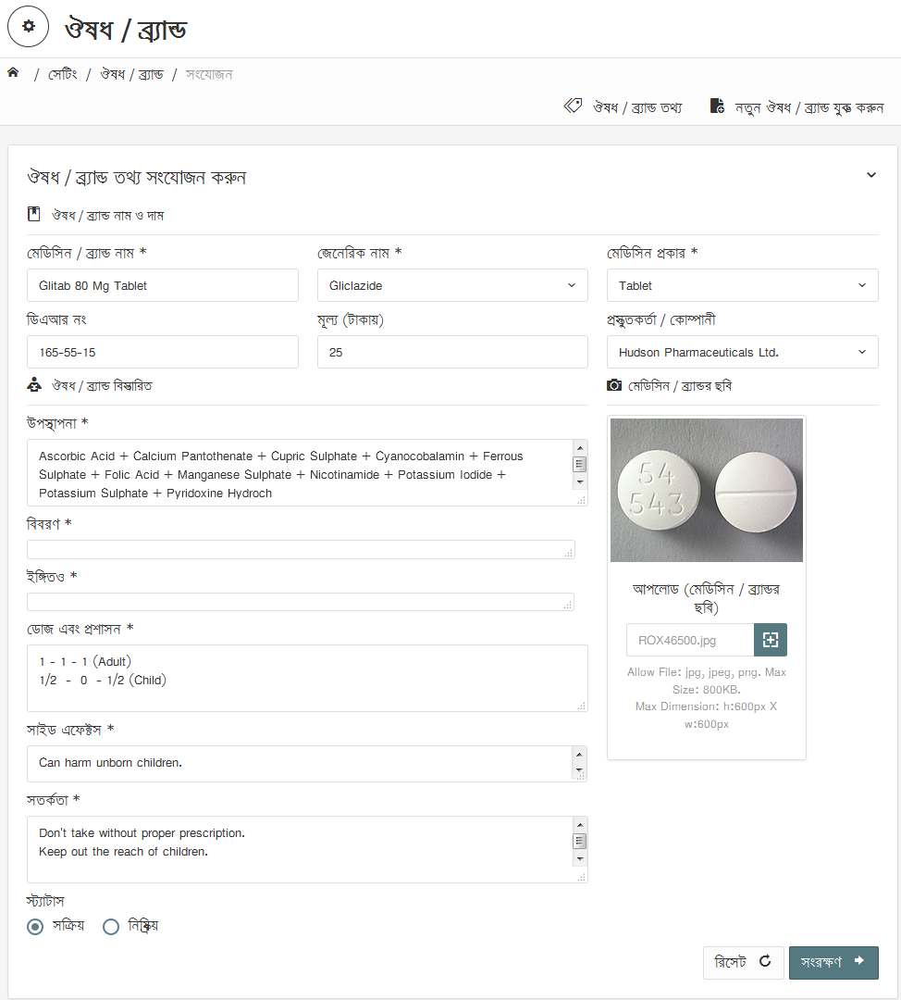 ঔষধ / ব্র্যান্ড
/ সেটিং / ঔষধ / ব্র্যান্ড / সংযোজন
ঔষধ / ব্র্যান্ড তথ্য নতুন ঔষধ / ব্র্যান্ড যুক্ত করুন
ঔষধ / ব্র্যান্ড তথ্য সংযোজন করুন
ঔষধ / ব্র্যান্ড নাম ও দাম
মেডিসিন / ব্র্যান্ড নাম * জেনেরিক নাম * মেডিসিন প্রকার *
Glitab 80 Mg Tablet Gliclazide Tablet
ডিএআর নং মূল্য (টাকায়) প্রস্তুতকর্তা / কোম্পানী
165-55-15 25 Hudson Pharmaceuticals Ltd.
ঔষধ / ব্র্যান্ড বিস্তারিত মেডিসিন / ব্র্যান্ডর ছবি
উপস্থাপনা *
Ascorbic Acid + Calcium Pantothenate + Cupric Sulphate + Cyanocobalamin + Ferrous
Sulphate + Folic Acid + Manganese Sulphate + Nicotinamide + Potassium Iodide +
Potassium Sulphate + Pyridoxine Hydroch
বিবরণ *
ইঙ্গিতও *
ডোজ এবং প্রশাসন *
1 - 1 - 1 (Adult)
1/2 - 0 - 1/2 (Child)
সাইড এফেক্টস *
Can harm unborn children.
সতর্কতা *
Don't take without proper prescription.
Keep out the reach of children.
স্ট্যাটাস
সক্রিয় নিষ্ক্রিয়
54
543
আপলোড (মেডিসিন / ব্র্যান্ডর
ছবি)
ROX46500.jpg
Allow File: jpg, jpeg, png. Max
Size: 800KB.
Max Dimension: h:600px X
w:600px
রিসেট সংরক্ষণ